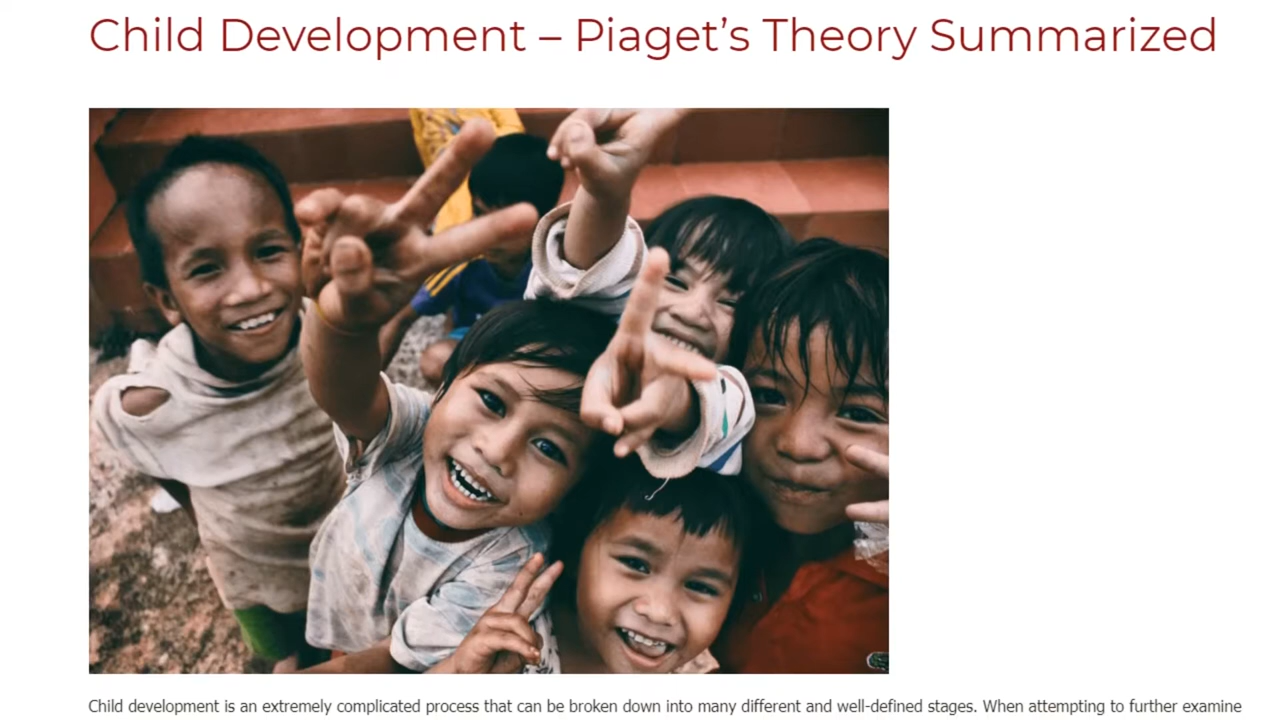 Child Development – Piaget’s Theory Summarized
Child development is an extremely complicated process that can be broken down into many different and well-defined stages. When attempting to further examine